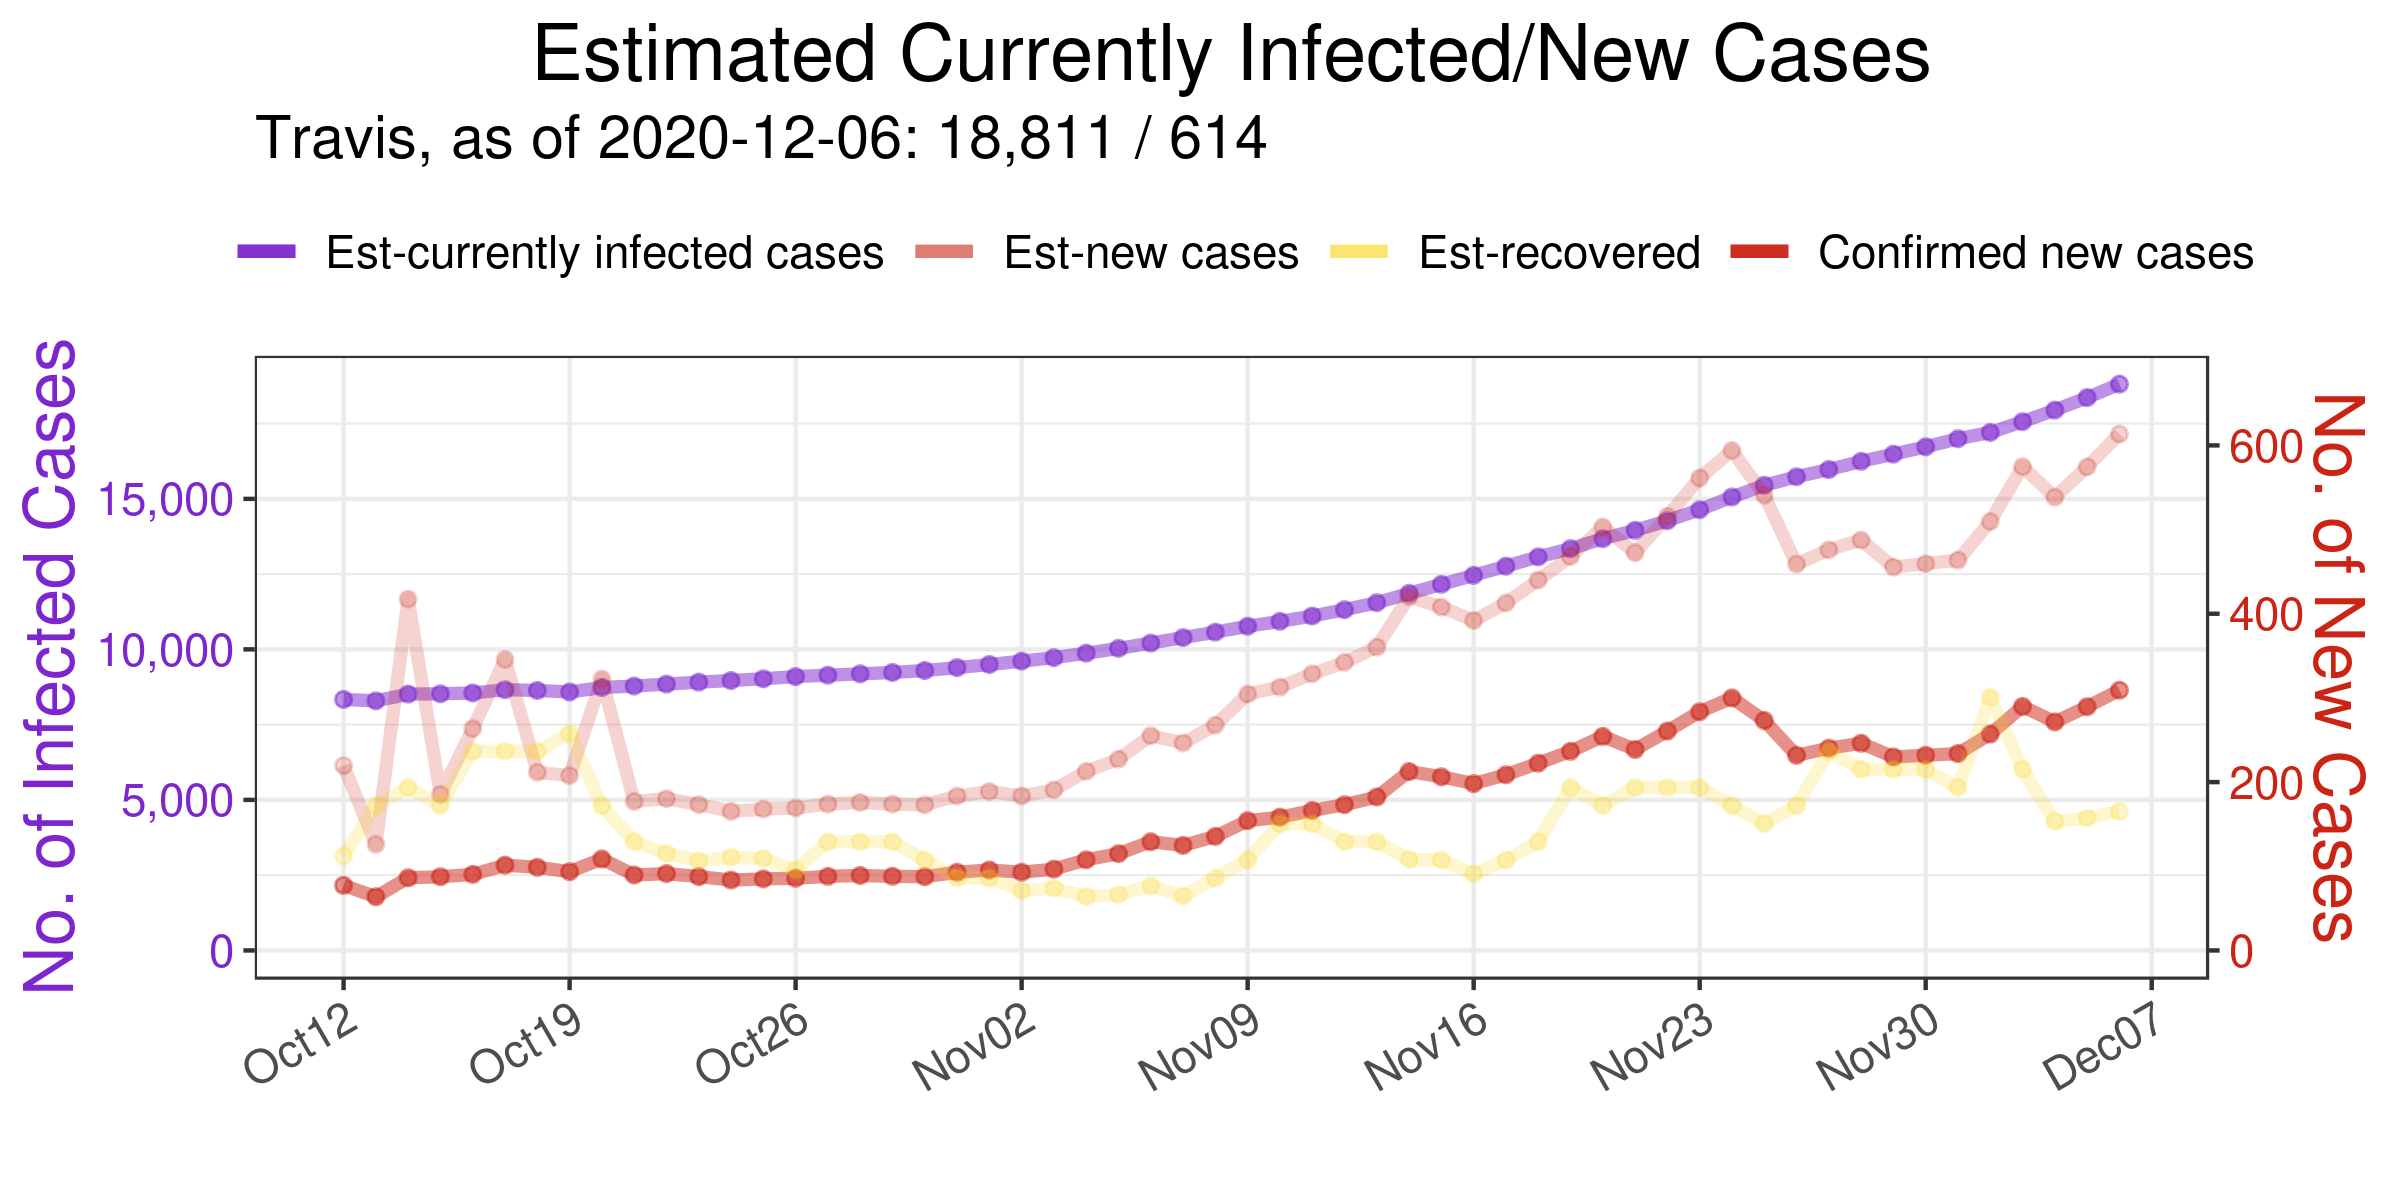 Estimated Currently Infected/New Cases
Travis, as of 2020-12-06: 18,811 / 614
Est-currently infected cases Est-new cases Est-recovered Confirmed new cases
No. of Infected Cases
15,000
10,000
5,000
0
600
400
200
0
No. of New Cases
Oct12 Oct19 Oct26 Nov02 Nov09 Nov16 Nov23 Nov30 Dec07